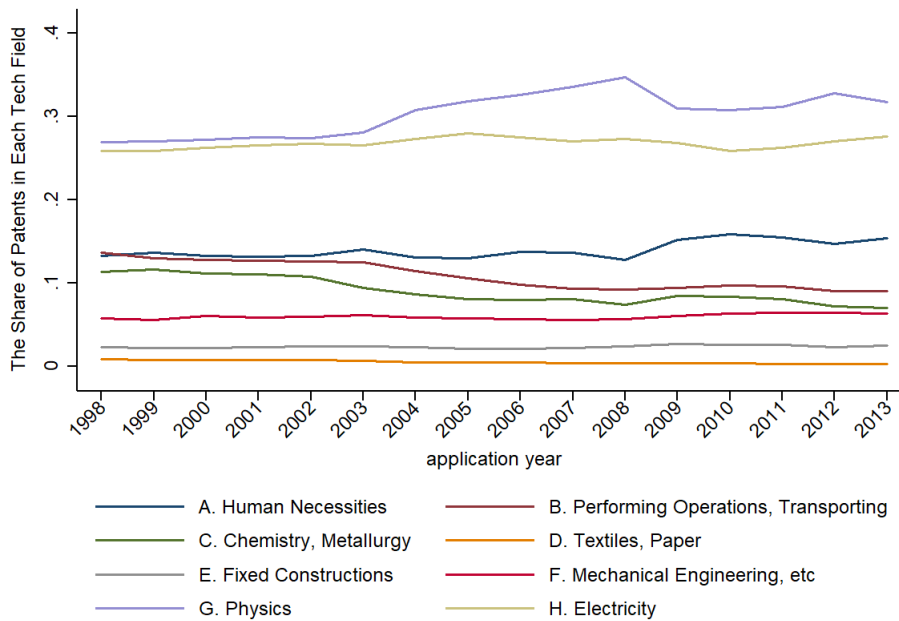 The Share of Patents in Each Tech Field
.4
.3
.2
.1
0
1998 1999 2000 2001 2002 2003 2004 2005 2006 2007 2008 2009 2010 2011 2012 2013
application year
A. Human Necessities
B. Performing Operations, Transporting
C. Chemistry, Metallurgy
D. Textiles, Paper
E. Fixed Constructions
F. Mechanical Engineering, etc
G. Physics
H. Electricity